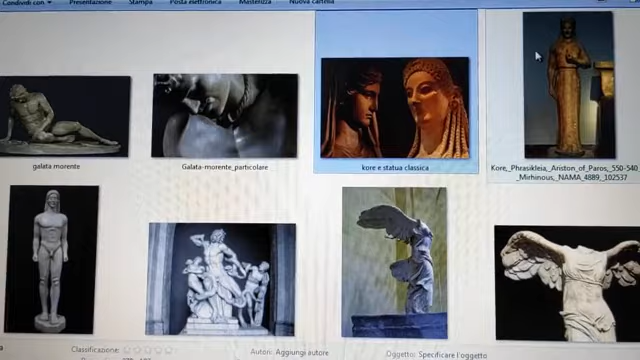 Condividi con Presentazione Stampa Posta elettronica Masterizza Nuova cartella
galata morente
Galata-morente_particolare
kore e statua classica
Kore_Phrasikleia_Ariston_of_Paros_550-540_
_Mirhinous_NAMA_4889_102537
Classificazione:
Autori: Aggiungi autore
Oggetto: Specificare l'oggetto